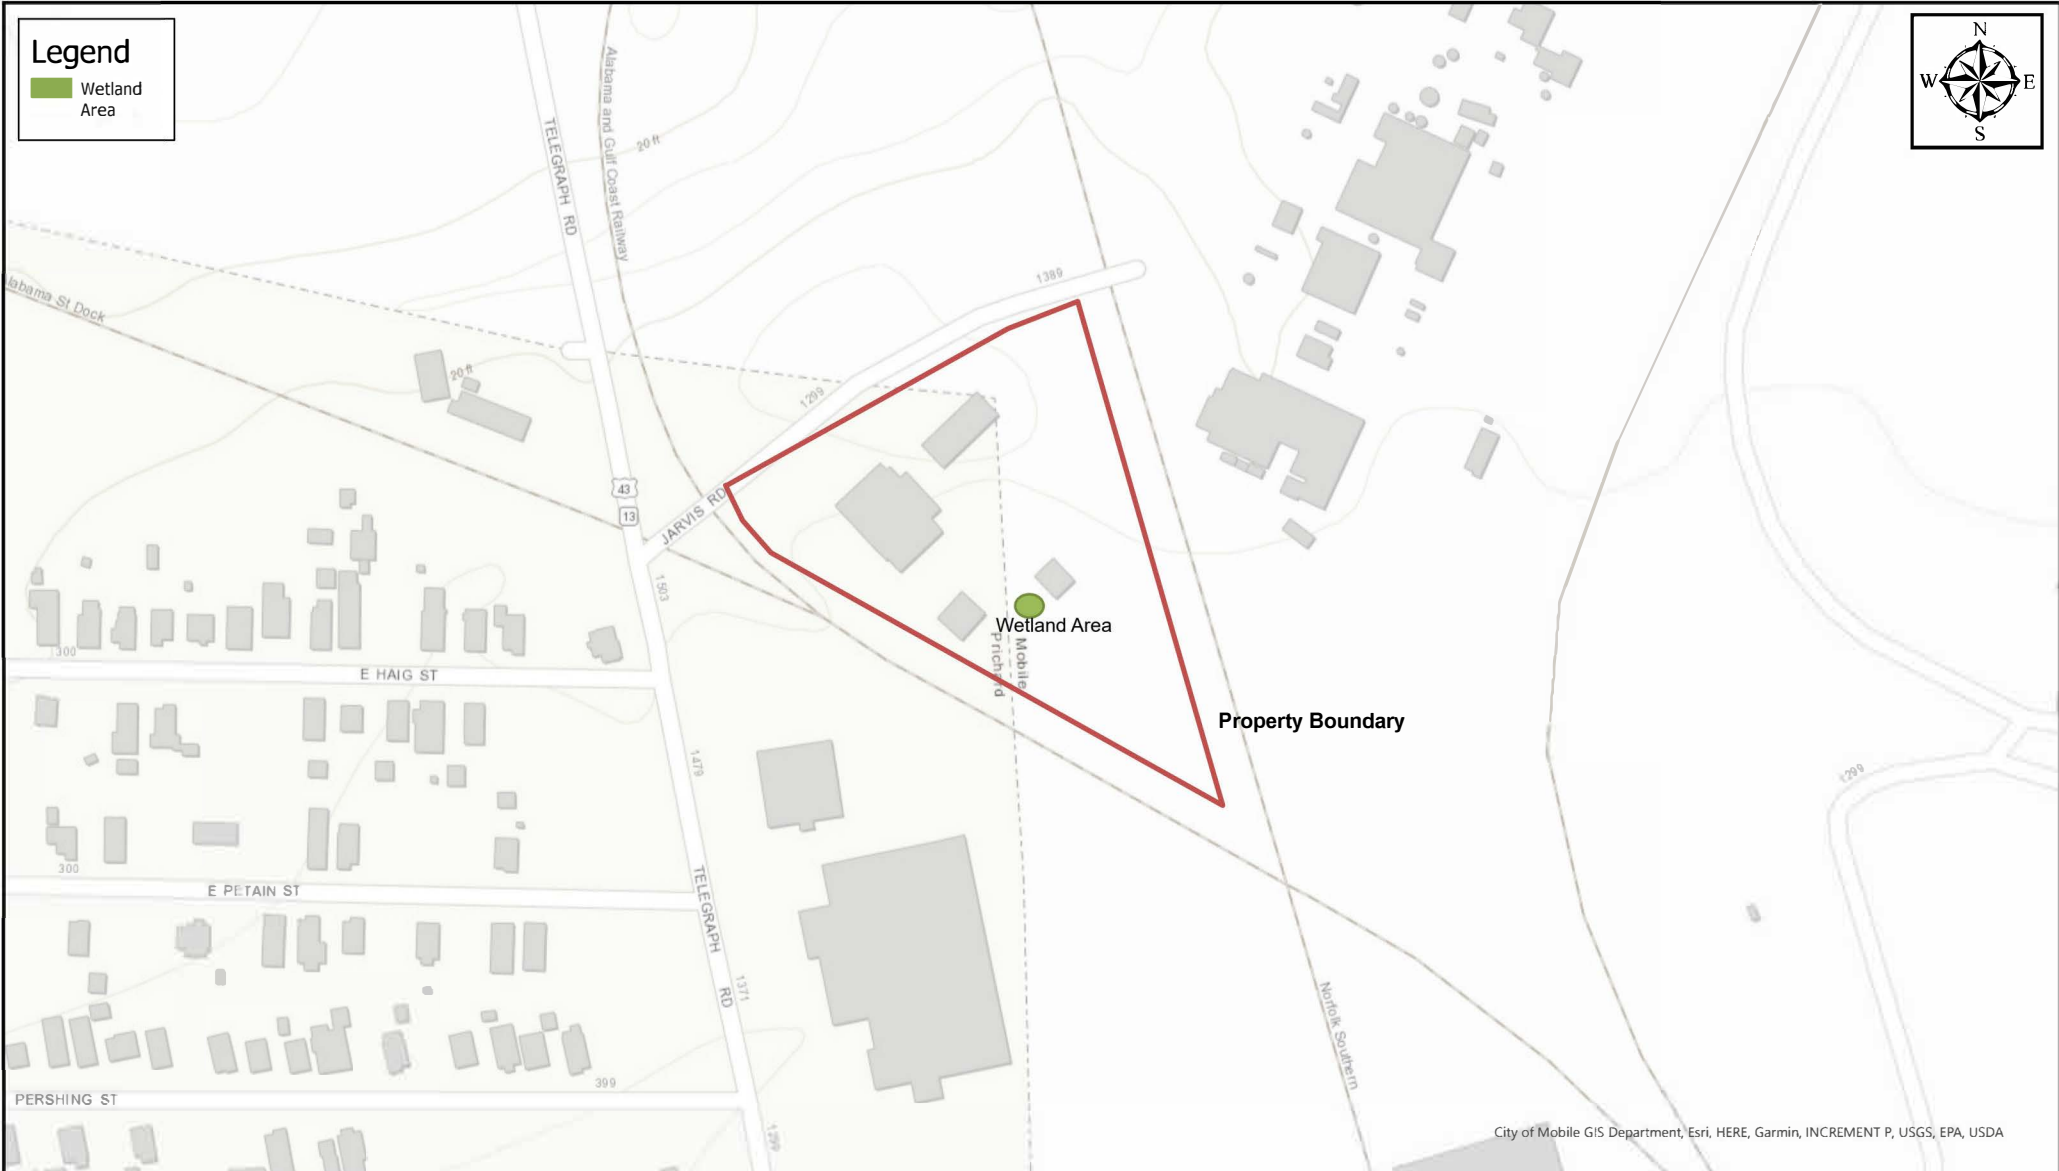 Legend
Wetland
Area
N
W
E
S
TELEGRAPH RD
Alabama and Gulf Coast Railway
20 ft
1389
labama St Dock
20 ft
1299
43
13
JARVIS RD
1503
Wetland Area
Mobile
Prichard
300
E HAIG ST
Property Boundary
1479
1299
300
E PETAIN ST
TELEGRAPH RD
1371
Norfolk Southern
399
PERSHING ST
1299
City of Mobile GIS Department, Esri, HERE, Garmin, INCREMENT P, USGS, EPA, USDA